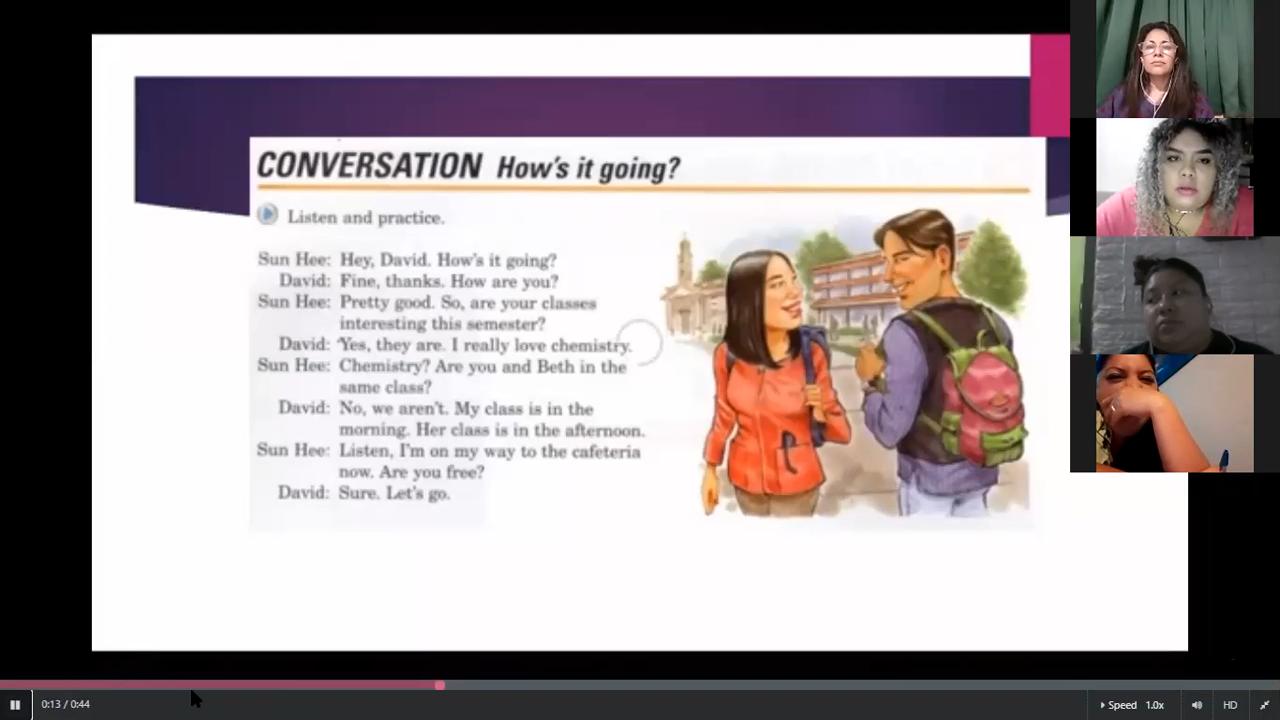 CONVERSATION How's it going?
Listen and practice.
Sun Hee: Hey, David. How's it going?
David: Fine, thanks. How are you?
Sun Hee: Pretty good. So, are your classes
interesting this semester?
David: Yes, they are. I really love chemistry.
Sun Hee: Chemistry? Are you and Beth in the
same class?
David: No, we aren't. My class is in the
morning. Her class is in the afternoon.
Sun Hee: Listen, I'm on my way to the cafeteria
now. Are you free?
David: Sure. Let's go.
0:13 / 0:44
Speed 1.0x
HD